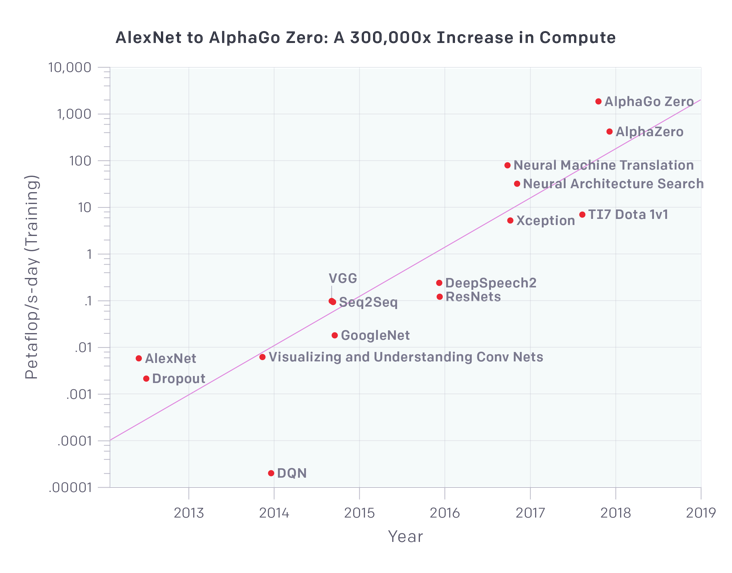 AlexNet to AlphaGo Zero: A 300,000x Increase in Compute
10,000
1,000
100
10
1
.1
.01
.001
.0001
.00001
Petaflop/s-day (Training)
AlphaGo Zero
AlphaZero
Neural Machine Translation
Neural Architecture Search
TI7 Dota 1v1
Xception
VGG
DeepSpeech2
ResNets
Seq2Seq
GoogleNet
Visualizing and Understanding Conv Nets
AlexNet
Dropout
DQN
2013
2014
2015
2016
2017
2018
2019
Year